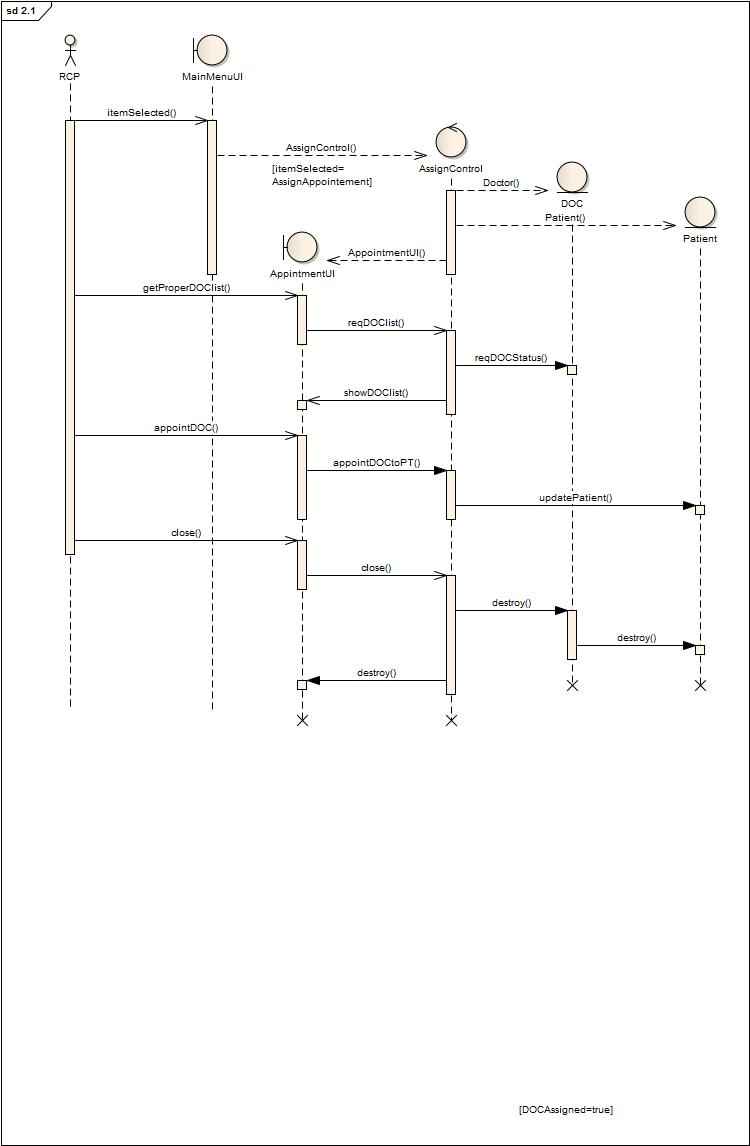 sd 2.1
RCP
MainMenuUI
itemSelected()
AssignControl()
[itemSelected=
AssignAppointement]
AssignControl
Doctor()
DOC
Patient()
Patient
AppointmentUI()
AppintmentUI
getProperDOClist()
reqDOClist()
reqDOCStatus()
showDOClist()
appointDOC()
appointDOCtoPT()
updatePatient()
close()
close()
destroy()
destroy()
destroy()
[DOCAssigned=true]